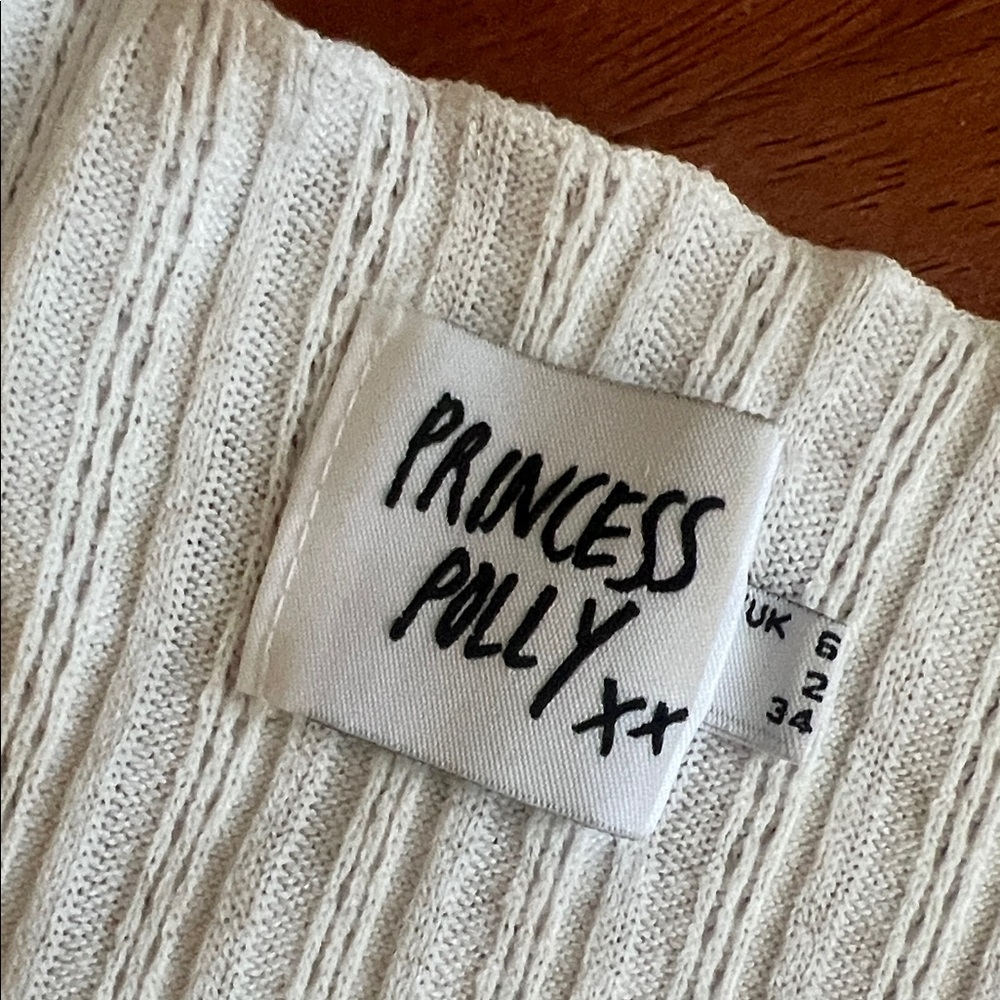 PRINCESS
POLLY
xx
UK 6
2
34